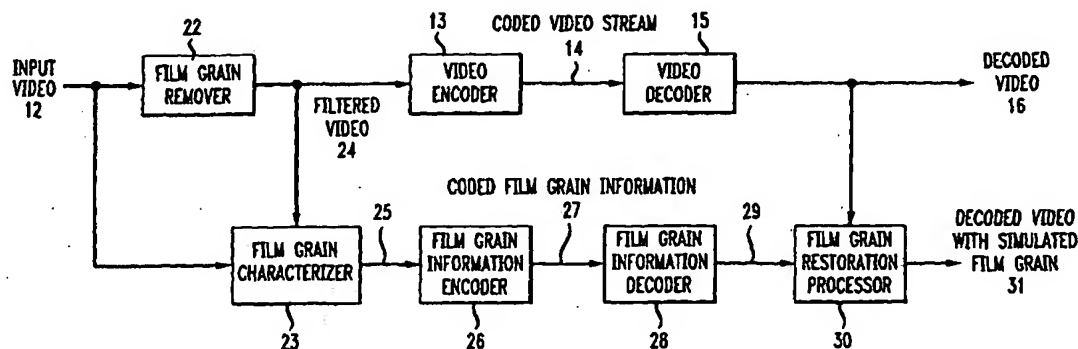 22
FILM GRAIN
REMOVER
13
VIDEO
ENCODER
CODED VIDEO STREAM
14
15
VIDEO
DECODER
INPUT
VIDEO
12
FILTERED
VIDEO
24
DECODED
VIDEO
16
CODED FILM GRAIN INFORMATION
FILM GRAIN
CHARACTERIZER
23
25
FILM GRAIN
INFORMATION
ENCODER
26
27
FILM GRAIN
INFORMATION
DECODER
28
29
FILM GRAIN
RESTORATION
PROCESSOR
30
DECODED VIDEO
WITH SIMULATED
FILM GRAIN
31